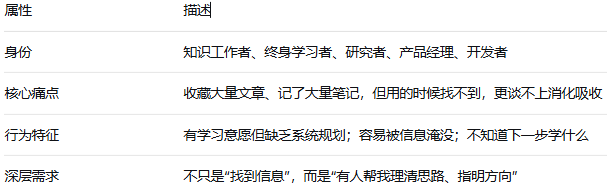 属性 描述
身份 知识工作者、终身学习者、研究者、产品经理、开发者
核心痛点 收藏大量文章、记了大量笔记，但用的时候找不到，更谈不上消化吸收
行为特征 有学习意愿但缺乏系统规划；容易被信息淹没；不知道下一步学什么
深层需求 不只是“找到信息”，而是“有人帮我理清思路、指明方向”